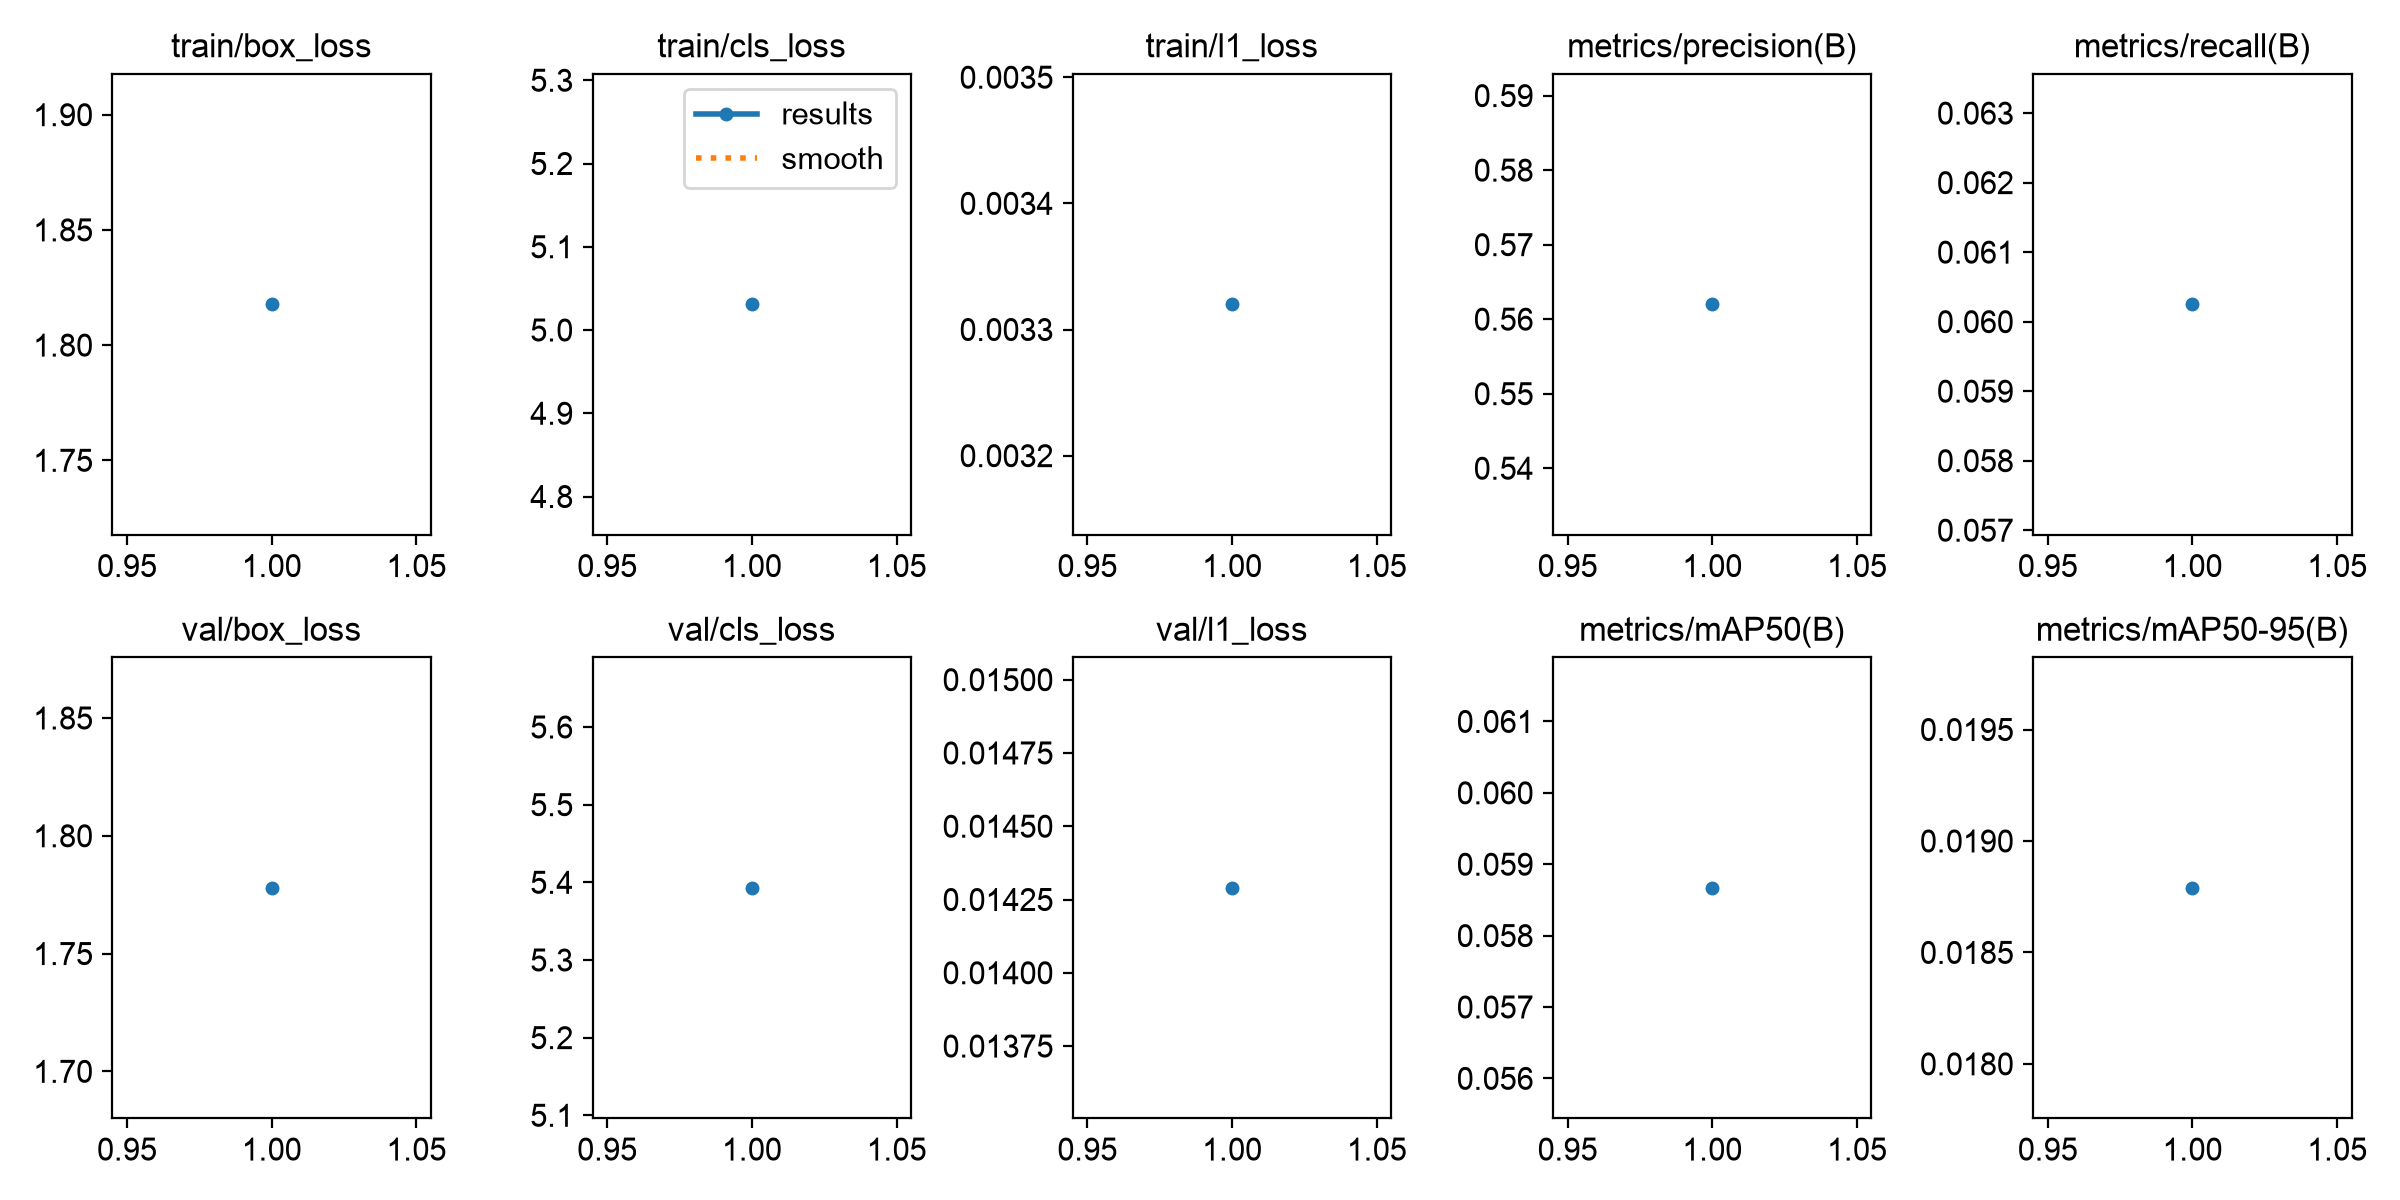 train/box_loss
1.90
1.85
1.80
1.75
0.95 1.00 1.05
train/cls_loss
5.3
5.2
5.1
5.0
4.9
4.8
results
smooth
0.95 1.00 1.05
train/l1_loss
0.0035
0.0034
0.0033
0.0032
0.95 1.00 1.05
metrics/precision(B)
0.59
0.58
0.57
0.56
0.55
0.54
0.95 1.00 1.05
metrics/recall(B)
0.063
0.062
0.061
0.060
0.059
0.058
0.057
0.95 1.00 1.05
val/box_loss
1.85
1.80
1.75
1.70
0.95 1.00 1.05
val/cls_loss
5.6
5.5
5.4
5.3
5.2
5.1
0.95 1.00 1.05
val/l1_loss
0.01500
0.01475
0.01450
0.01425
0.01400
0.01375
0.95 1.00 1.05
metrics/mAP50(B)
0.061
0.060
0.059
0.058
0.057
0.056
0.95 1.00 1.05
metrics/mAP50-95(B)
0.0195
0.0190
0.0185
0.0180
0.95 1.00 1.05